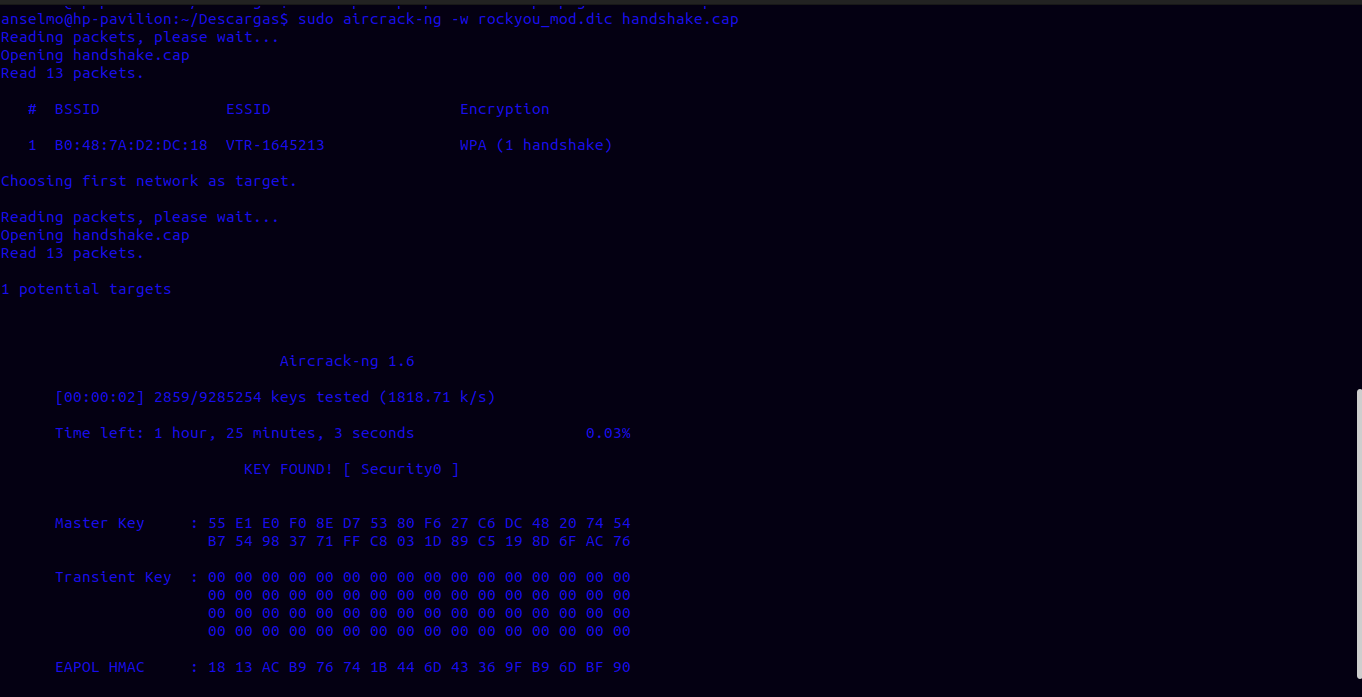 anselmo@hp-pavilion:~/Descargas$ sudo aircrack-ng -w rockyou_mod.dic handshake.cap
Reading packets, please wait...
Opening handshake.cap
Read 13 packets.
# BSSID ESSID Encryption
1 B0:48:7A:D2:DC:18 VTR-1645213 WPA (1 handshake)
Choosing first network as target.
Reading packets, please wait...
Opening handshake.cap
Read 13 packets.
1 potential targets
Aircrack-ng 1.6
[00:00:02] 2859/9285254 keys tested (1818.71 k/s)
Time left: 1 hour, 25 minutes, 3 seconds 0.03%
KEY FOUND! [ Security0 ]
Master Key : 55 E1 E0 F0 8E D7 53 80 F6 27 C6 DC 48 20 74 54
B7 54 98 37 71 FF C8 03 1D 89 C5 19 8D 6F AC 76
Transient Key : 00 00 00 00 00 00 00 00 00 00 00 00 00 00 00 00
00 00 00 00 00 00 00 00 00 00 00 00 00 00 00 00
00 00 00 00 00 00 00 00 00 00 00 00 00 00 00 00
00 00 00 00 00 00 00 00 00 00 00 00 00 00 00 00
EAPOL HMAC : 18 13 AC B9 76 74 1B 44 6D 43 36 9F B9 6D BF 90